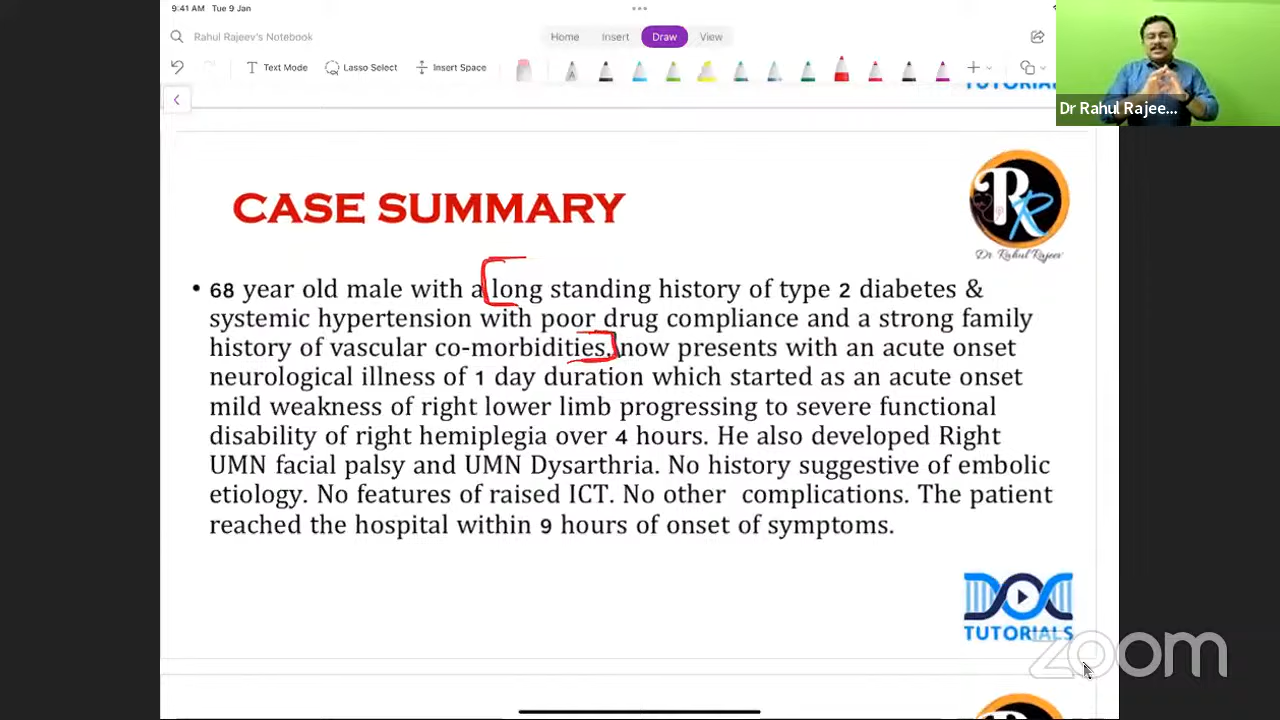 9:41 AM Tue 9 Jan
Rahul Rajeev's Notebook
Home Insert Draw View
Text Mode Lasso Select Insert Space
TUTORIAL
Dr Rahul Rajee...
CASE SUMMARY
R R
Dr Rahul Rajeev
• 68 year old male with a long standing history of type 2 diabetes &
systemic hypertension with poor drug compliance and a strong family
history of vascular co-morbidities, now presents with an acute onset
neurological illness of 1 day duration which started as an acute onset
mild weakness of right lower limb progressing to severe functional
disability of right hemiplegia over 4 hours. He also developed Right
UMN facial palsy and UMN Dysarthria. No history suggestive of embolic
etiology. No features of raised ICT. No other complications. The patient
reached the hospital within 9 hours of onset of symptoms.
DOC
TUTORIALS
zoom